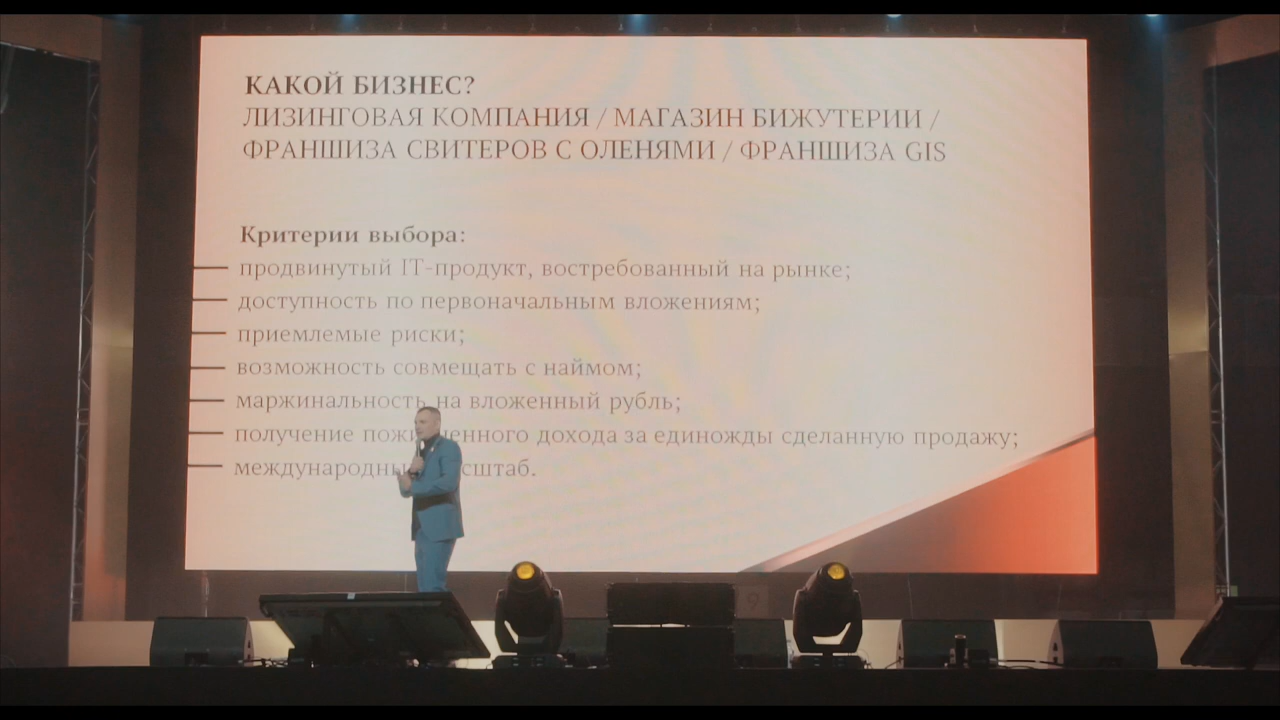 КАКОЙ БИЗНЕС?
ЛИЗИНГОВАЯ КОМПАНИЯ / МАГАЗИН БИЖУТЕРИИ /
ФРАНШИЗА СВИТЕРОВ С ОЛЕНЯМИ / ФРАНШИЗА GIS
Критерии выбора:
— продвинутый IT-продукт, востребованный на рынке;
— доступность по первоначальным вложениям;
— приемлемые риски;
— возможность совмещать с наймом;
— маржинальность на вложенный рубль;
— получение дохода за единожды сделанную продажу;
—